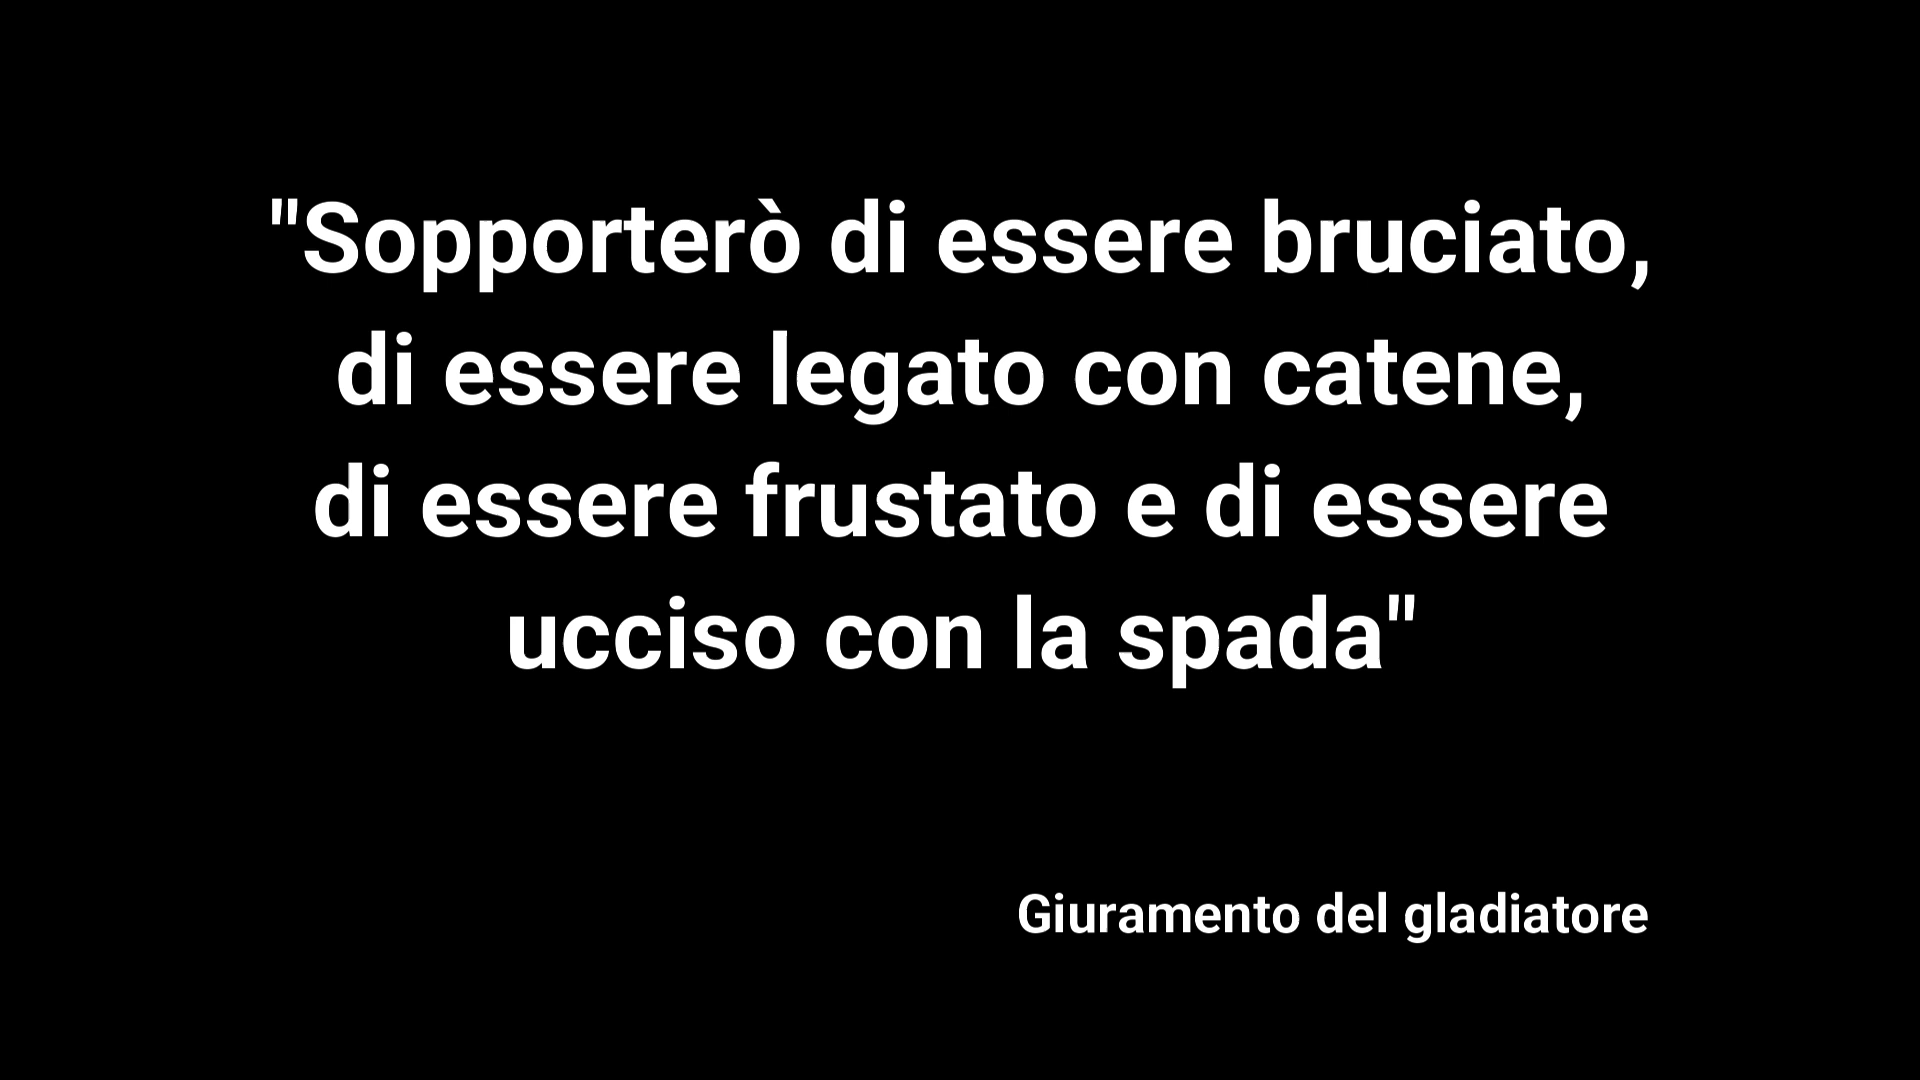 "Sopporterò di essere bruciato,
di essere legato con catene,
di essere frustato e di essere
ucciso con la spada"
Giuramento del gladiatore